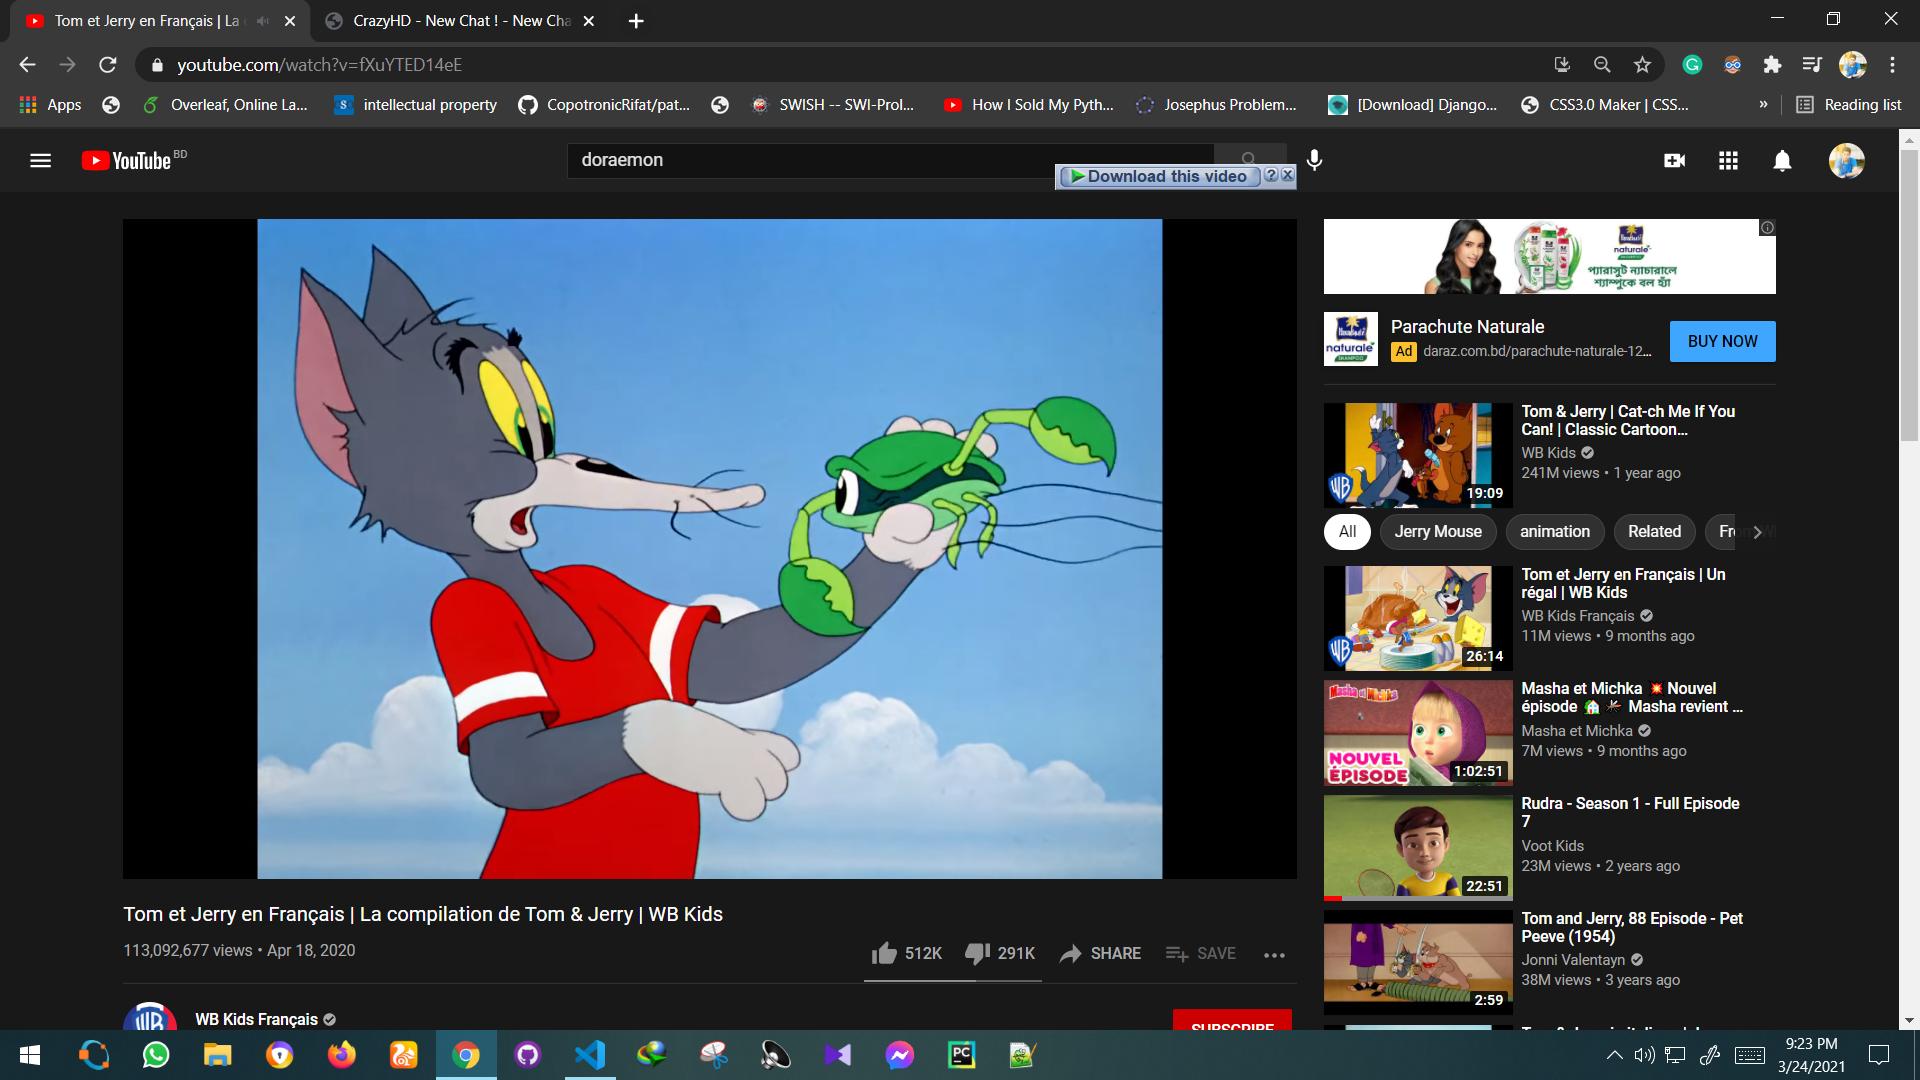 Tom et Jerry en Français | La
CrazyHD - New Chat ! - New Cha
youtube.com/watch?v=fXuYTED14eE
Apps
Overleaf, Online La...
intellectual property
CopotronicRifat/pat...
SWISH -- SWI-Prol...
How I Sold My Pyth...
Josephus Problem...
[Download] Django...
CSS3.0 Maker | CSS...
»
Reading list
YouTube BD
doraemon
Download this video
naturale
প্যারাসুট ন্যাচারালে
শ্যাম্পুকে বল হ্যাঁ
naturale
SHAMPOO
Parachute Naturale
Ad daraz.com.bd/parachute-naturale-12...
BUY NOW
Tom & Jerry | Cat-ch Me If You
Can! | Classic Cartoon...
WB Kids
241M views • 1 year ago
WB
19:09
All
Jerry Mouse
animation
Related
Tom et Jerry en Français | Un
régal | WB Kids
WB Kids Français
11M views • 9 months ago
WB
26:14
Masha et Michka 💥 Nouvel
épisode 🏠 🕷 Masha revient ...
Masha et Michka
7M views • 9 months ago
NOUVEL
ÉPISODE
1:02:51
Rudra - Season 1 - Full Episode
7
Voot Kids
23M views • 2 years ago
22:51
Tom and Jerry, 88 Episode - Pet
Peeve (1954)
Jonni Valentayn
38M views • 3 years ago
2:59
Tom et Jerry en Français | La compilation de Tom & Jerry | WB Kids
113,092,677 views • Apr 18, 2020
512K
291K
SHARE
SAVE
WB
WB Kids Français
SUBSCRIBE
PC
9:23 PM
3/24/2021